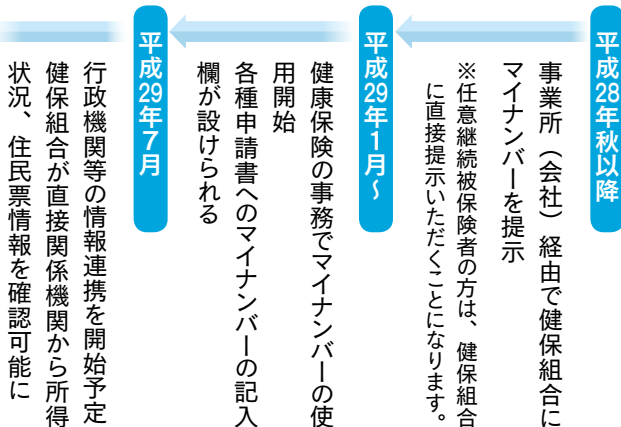 平成28年秋以降
事業所（会社）経由で健保組合に
マイナンバーを提示
※任意継続被保険者の方は、健保組合
に直接提示いただくことになります。
平成29年1月～
健康保険の事務でマイナンバーの使
用開始
各種申請書へのマイナンバーの記入
欄が設けられる
平成29年7月
行政機関等の情報連携を開始予定
健保組合が直接関係機関から所得
状況、住民票情報を確認可能に